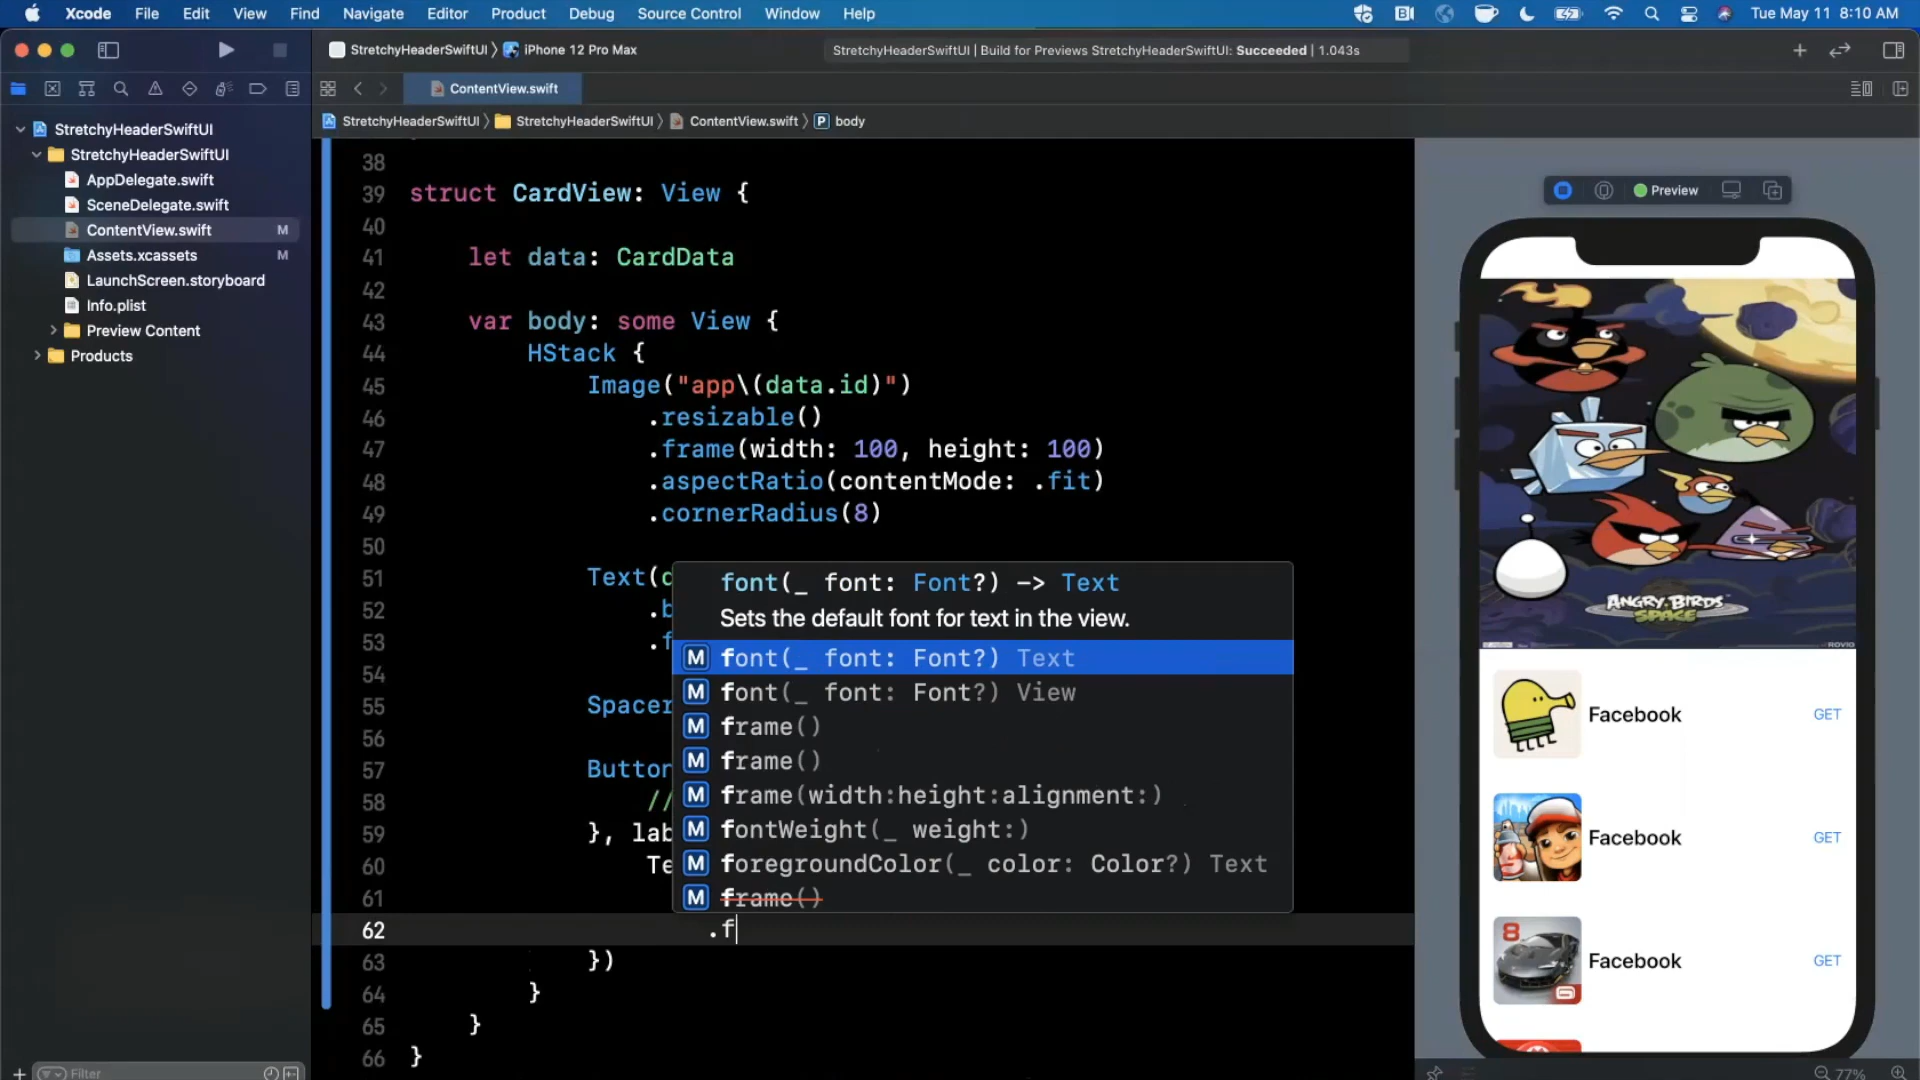 Xcode File Edit View Find Navigate Editor Product Debug Source Control Window Help Tue May 11 8:10 AM
StretchyHeaderSwiftUI 〉 iPhone 12 Pro Max
StretchyHeaderSwiftUI | Build for Previews StretchyHeaderSwiftUI: Succeeded | 1.043s
ContentView.swift
StretchyHeaderSwiftUI 〉 StretchyHeaderSwiftUI 〉 ContentView.swift 〉 P body
StretchyHeaderSwiftUI
StretchyHeaderSwiftUI
AppDelegate.swift
SceneDelegate.swift
ContentView.swift M
Assets.xcassets M
LaunchScreen.storyboard
Info.plist
Preview Content
Products
Filter
38
39 struct CardView: View {
40
41 let data: CardData
42
43 var body: some View {
44 HStack {
45 Image("app\(data.id)")
46 .resizable()
47 .frame(width: 100, height: 100)
48 .aspectRatio(contentMode: .fit)
49 .cornerRadius(8)
50
51 Text(
52 .b
53 .f
54
55 Spacer
56
57 Button
58 //
59 }, lab
60 Te
61
62 .f
63 })
64 }
65 }
66 }
font(_ font: Font?) -> Text
Sets the default font for text in the view.
M font(_ font: Font?) Text
M font(_ font: Font?) View
M frame()
M frame()
M frame(width:height:alignment:)
M fontWeight(_ weight:)
M foregroundColor(_ color: Color?) Text
M frame()
Preview
ANGRY BIRDS
SPACE
ROVIO
Facebook GET
Facebook GET
8
Facebook GET
77%